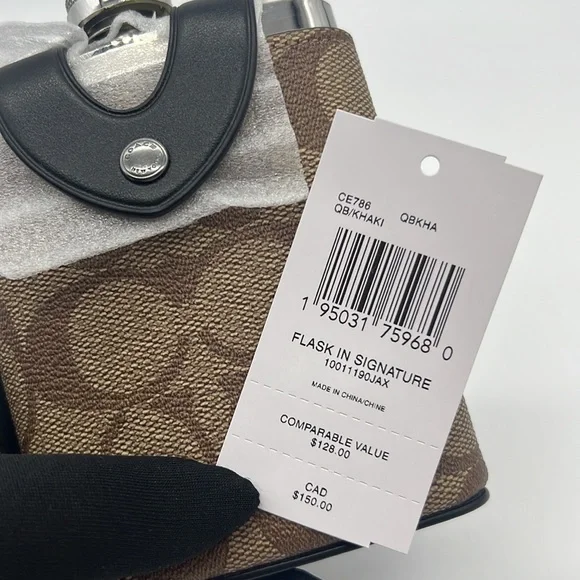 COACH
CE786 QBKHA
QB/KHAKI
1 95031 75968 0
FLASK IN SIGNATURE
10011190JAX
MADE IN CHINA/CHINE
COMPARABLE VALUE
$128.00
CAD
$150.00